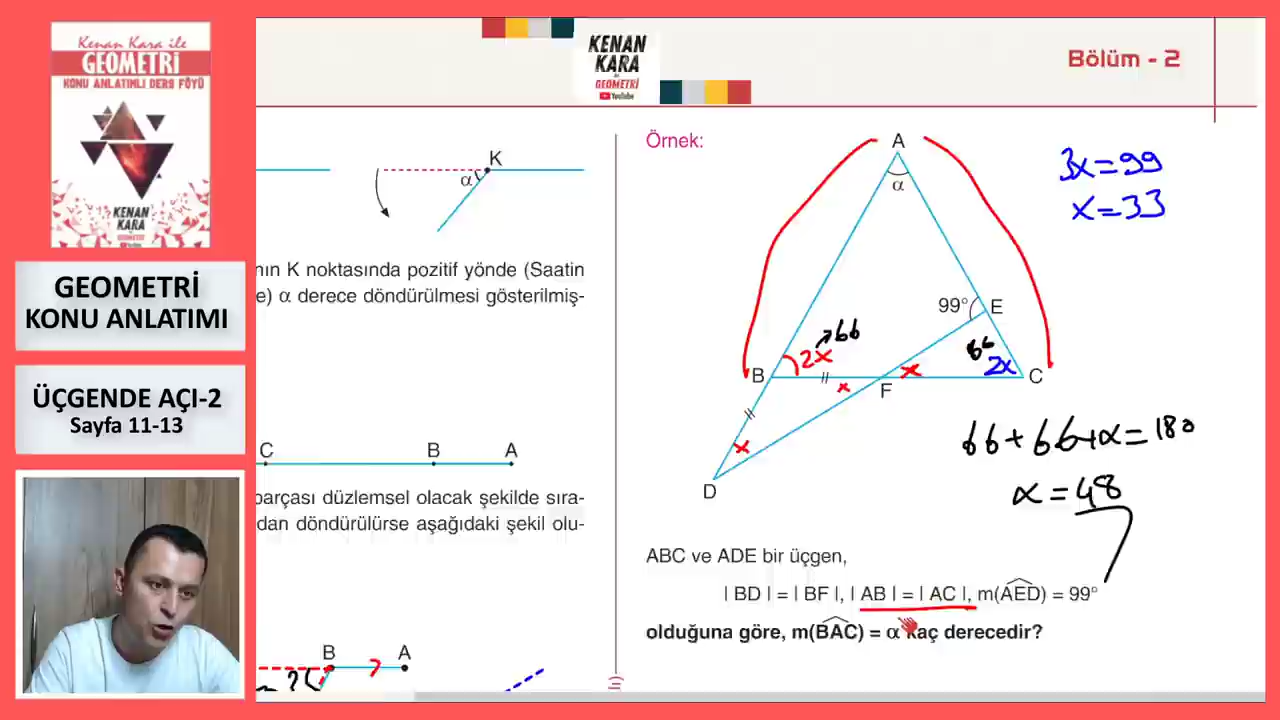 Kenan Kara ile
GEOMETRİ
KONU ANLATIMLI DERS FÖYÜ
KENAN
KARA
GEOMETRİ KONU ANLATIMI
ÜÇGENDE AÇI-2
Sayfa 11-13
KENAN
KARA
ile
GEOMETRİ
YouTube
Bölüm - 2
K
α
nın K noktasında pozitif yönde (Saatin
e) α derece döndürülmesi gösterilmiş-
C B A
parçası düzlemsel olacak şekilde sıra-
dan döndürülürse aşağıdaki şekil olu-
B A
Örnek:
A
α
3x=99
x=33
99° E
2x 66
66
2x
B x F x C
x
D
66+66+α=180
α=48
ABC ve ADE bir üçgen,
| BD | = | BF |, | AB | = | AC |, m(AED) = 99°
olduğuna göre, m(BAC) = α kaç derecedir?